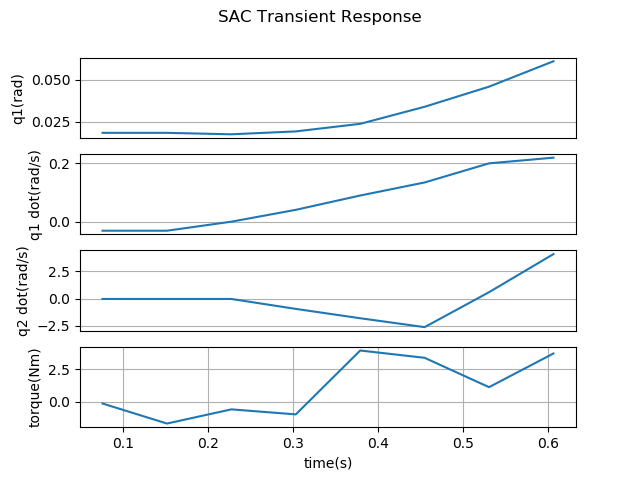 SAC Transient Response
q1(rad)
0.050
0.025
q1 dot(rad/s)
0.2
0.0
q2 dot(rad/s)
2.5
0.0
−2.5
torque(Nm)
2.5
0.0
0.1 0.2 0.3 0.4 0.5 0.6
time(s)